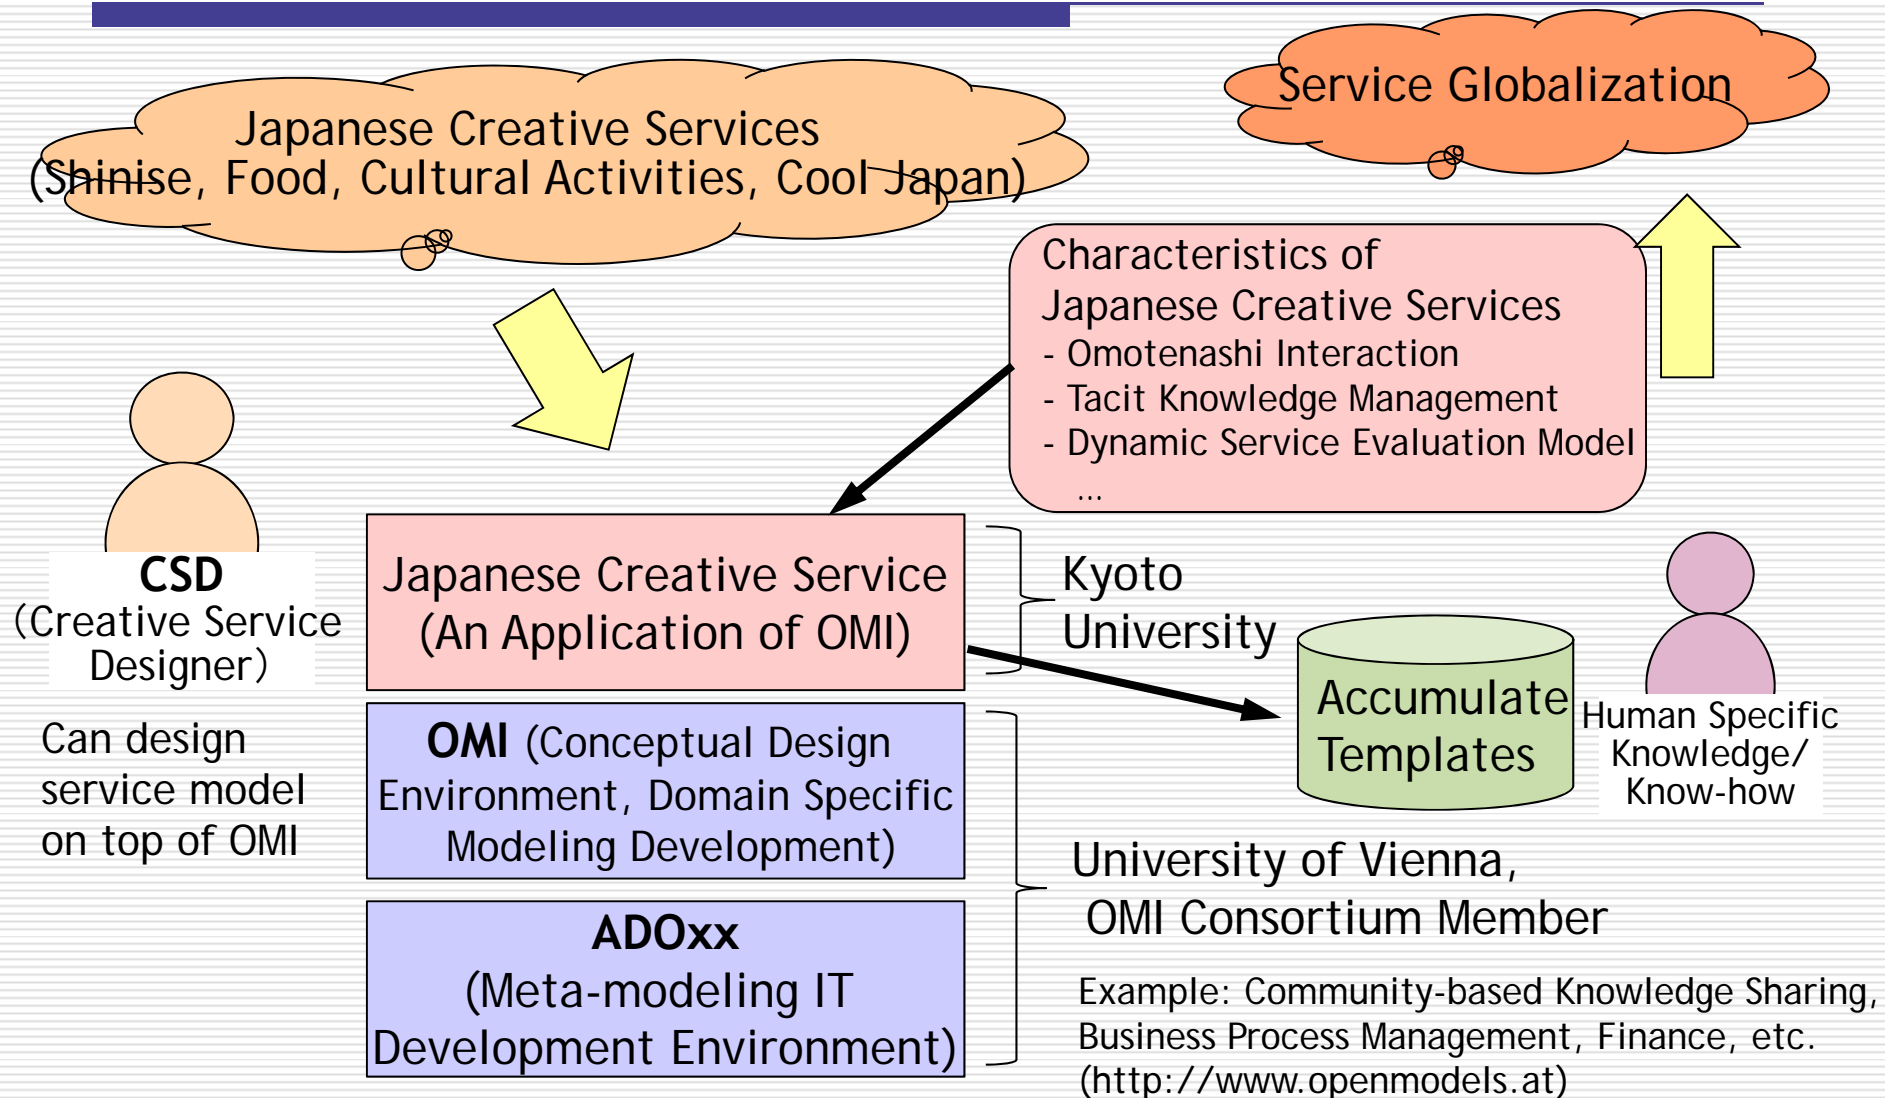 Japanese Creative Services
(Shinise, Food, Cultural Activities, Cool Japan)
Service Globalization
Characteristics of
Japanese Creative Services
- Omotenashi Interaction
- Tacit Knowledge Management
- Dynamic Service Evaluation Model
...
CSD
(Creative Service
Designer)
Can design
service model
on top of OMI
Japanese Creative Service
(An Application of OMI)
OMI (Conceptual Design
Environment, Domain Specific
Modeling Development)
ADOxx
(Meta-modeling IT
Development Environment)
Kyoto
University
Accumulate
Templates
Human Specific
Knowledge/
Know-how
University of Vienna,
OMI Consortium Member
Example: Community-based Knowledge Sharing,
Business Process Management, Finance, etc.
(http://www.openmodels.at)